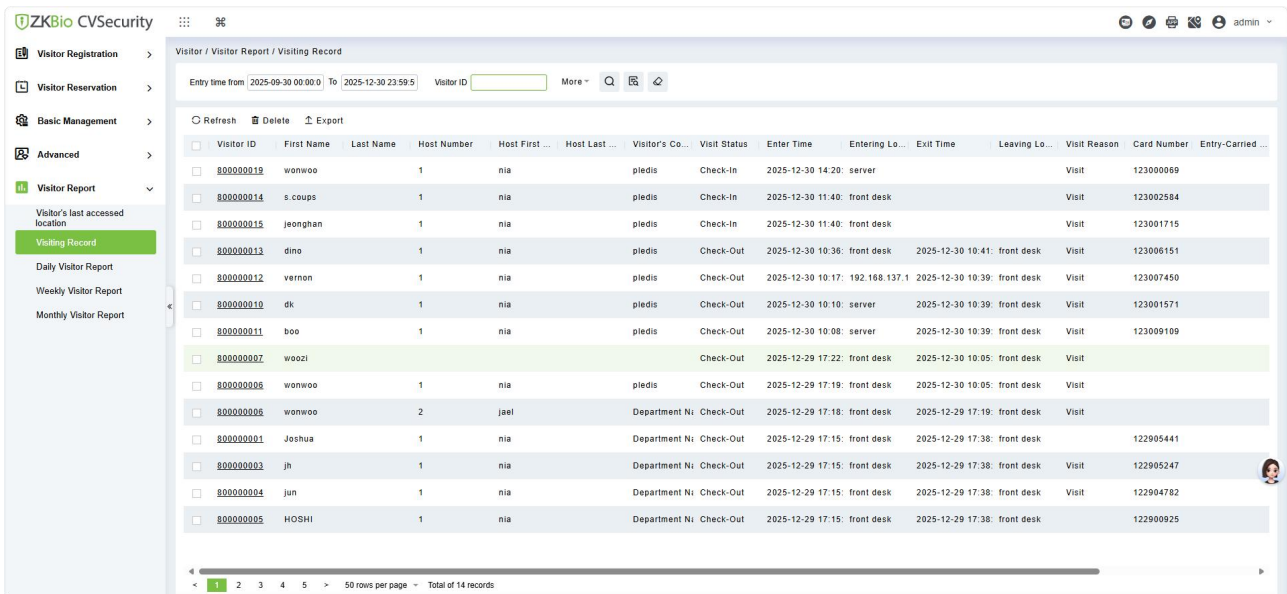 ZKBio CVSecurity
admin
Visitor Registration
Visitor Reservation
Basic Management
Advanced
Visitor Report
Visitor's last accessed
location
Visiting Record
Daily Visitor Report
Weekly Visitor Report
Monthly Visitor Report
Visitor / Visitor Report / Visiting Record
Entry time from 2025-09-30 00:00:0 To 2025-12-30 23:59:5 Visitor ID More
Refresh Delete Export
Visitor ID First Name Last Name Host Number Host First ... Host Last ... Visitor's Co... Visit Status Enter Time Entering Lo... Exit Time Leaving Lo... Visit Reason Card Number Entry-Carried ...
800000019 wonwoo 1 nia pledis Check-In 2025-12-30 14:20: server Visit 123000069
800000014 s.coups 1 nia pledis Check-In 2025-12-30 11:40: front desk Visit 123002584
800000015 jeonghan 1 nia pledis Check-In 2025-12-30 11:40: front desk Visit 123001715
800000013 dino 1 nia pledis Check-Out 2025-12-30 10:36: front desk 2025-12-30 10:41: front desk Visit 123006151
800000012 vernon 1 nia pledis Check-Out 2025-12-30 10:17: 192.168.137.1 2025-12-30 10:39: front desk Visit 123007450
800000010 dk 1 nia pledis Check-Out 2025-12-30 10:10: server 2025-12-30 10:39: front desk Visit 123001571
800000011 boo 1 nia pledis Check-Out 2025-12-30 10:08: server 2025-12-30 10:39: front desk Visit 123009109
800000007 woozi Check-Out 2025-12-29 17:22: front desk 2025-12-30 10:05: front desk Visit
800000006 wonwoo 1 nia pledis Check-Out 2025-12-29 17:19: front desk 2025-12-30 10:05: front desk Visit
800000006 wonwoo 2 jael Department Na Check-Out 2025-12-29 17:18: front desk 2025-12-29 17:19: front desk Visit
800000001 Joshua 1 nia Department Na Check-Out 2025-12-29 17:15: front desk 2025-12-29 17:38: front desk 122905441
800000003 jh 1 nia Department Na Check-Out 2025-12-29 17:15: front desk 2025-12-29 17:38: front desk Visit 122905247
800000004 jun 1 nia Department Na Check-Out 2025-12-29 17:15: front desk 2025-12-29 17:38: front desk Visit 122904782
800000005 HOSHI 1 nia Department Na Check-Out 2025-12-29 17:15: front desk 2025-12-29 17:38: front desk 122900925
< 1 2 3 4 5 > 50 rows per page Total of 14 records